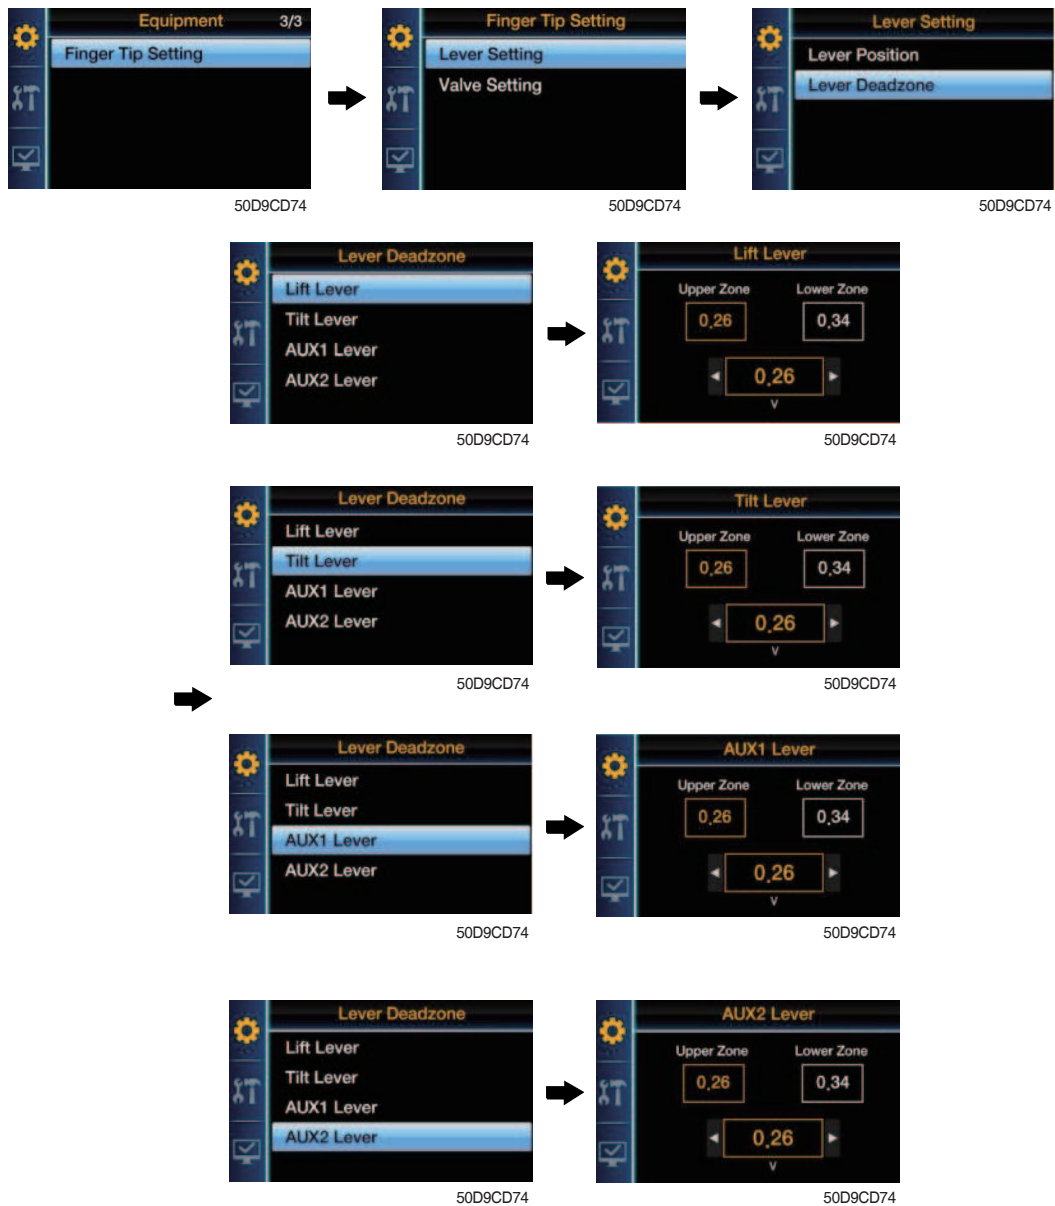 Equipment 3/3
Finger Tip Setting
50D9CD74
Finger Tip Setting
Lever Setting
Valve Setting
50D9CD74
Lever Setting
Lever Position
Lever Deadzone
50D9CD74
Lever Deadzone
Lift Lever
Tilt Lever
AUX1 Lever
AUX2 Lever
50D9CD74
Lift Lever
Upper Zone Lower Zone
0.26 0.34
0.26
50D9CD74
Lever Deadzone
Lift Lever
Tilt Lever
AUX1 Lever
AUX2 Lever
50D9CD74
Tilt Lever
Upper Zone Lower Zone
0.26 0.34
0.26
50D9CD74
Lever Deadzone
Lift Lever
Tilt Lever
AUX1 Lever
AUX2 Lever
50D9CD74
AUX1 Lever
Upper Zone Lower Zone
0.26 0.34
0.26
50D9CD74
Lever Deadzone
Lift Lever
Tilt Lever
AUX1 Lever
AUX2 Lever
50D9CD74
AUX2 Lever
Upper Zone Lower Zone
0.26 0.34
0.26
50D9CD74